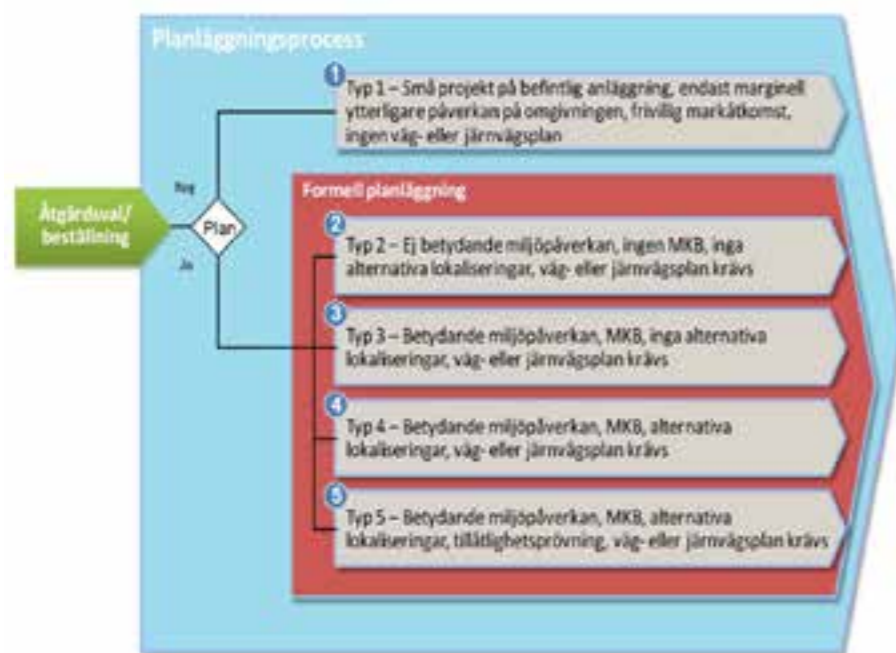 Planläggningsprocess
1
Typ 1 – Små projekt på befintlig anläggning, endast marginell
ytterligare påverkan på omgivningen, frivillig markåtkomst,
ingen väg- eller järnvägsplan
Nej
Åtgärdsval/
beställning
Plan
Ja
Formell planläggning
2
Typ 2 – Ej betydande miljöpåverkan, ingen MKB, inga
alternativa lokaliseringar, väg- eller järnvägsplan krävs
3
Typ 3 – Betydande miljöpåverkan, MKB, inga alternativa
lokaliseringar, väg- eller järnvägsplan krävs
4
Typ 4 – Betydande miljöpåverkan, MKB, alternativa
lokaliseringar, väg- eller järnvägsplan krävs
5
Typ 5 – Betydande miljöpåverkan, MKB, alternativa
lokaliseringar, tillåtlighetsprövning, väg- eller järnvägsplan krävs